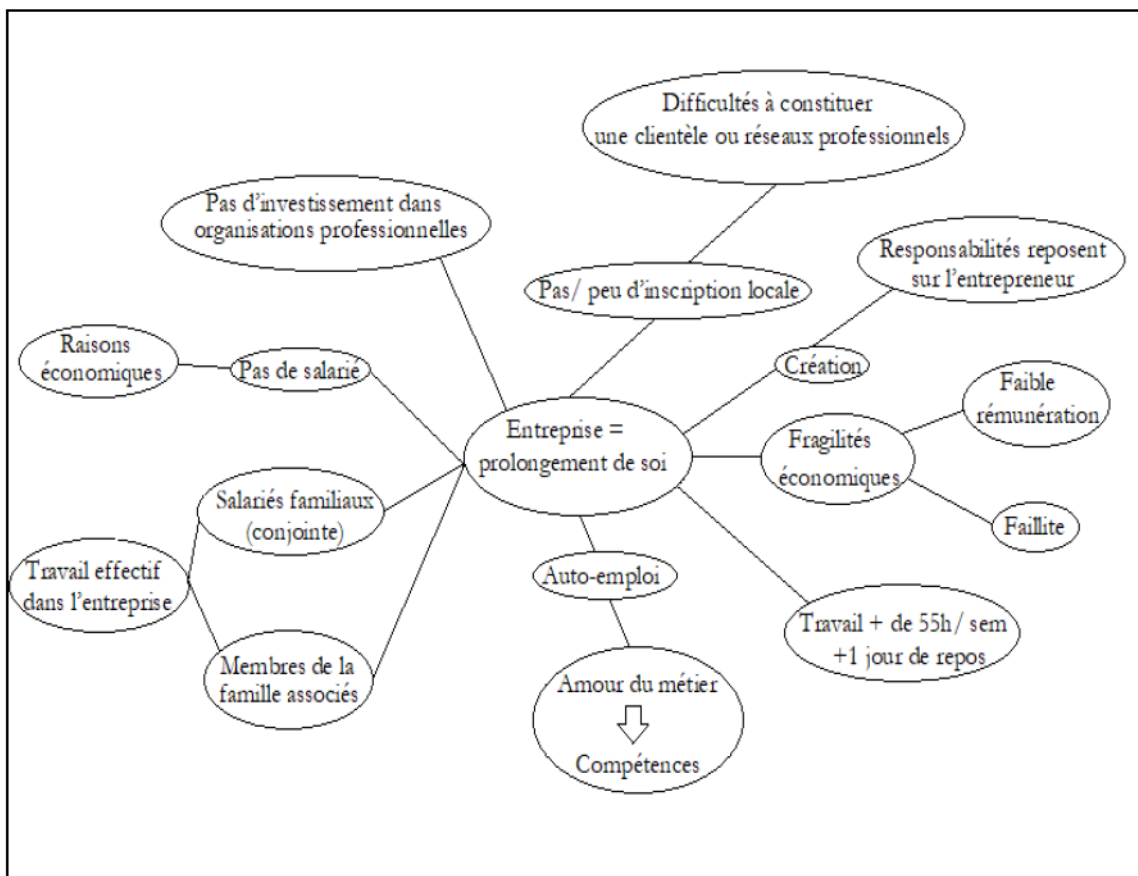 Difficultés à constituer
une clientèle ou réseaux professionnels
Pas d'investissement dans
organisations professionnelles
Responsabilités reposent
sur l'entrepreneur
Pas/ peu d'inscription locale
Raisons
économiques
Pas de salarié
Création
Faible
rémunération
Entreprise =
prolongement de soi
Fragilités
économiques
Salariés familiaux
(conjointe)
Faillite
Travail effectif
dans l'entreprise
Auto-emploi
Travail + de 55h/ sem
+1 jour de repos
Membres de la
famille associés
Amour du métier
Compétences